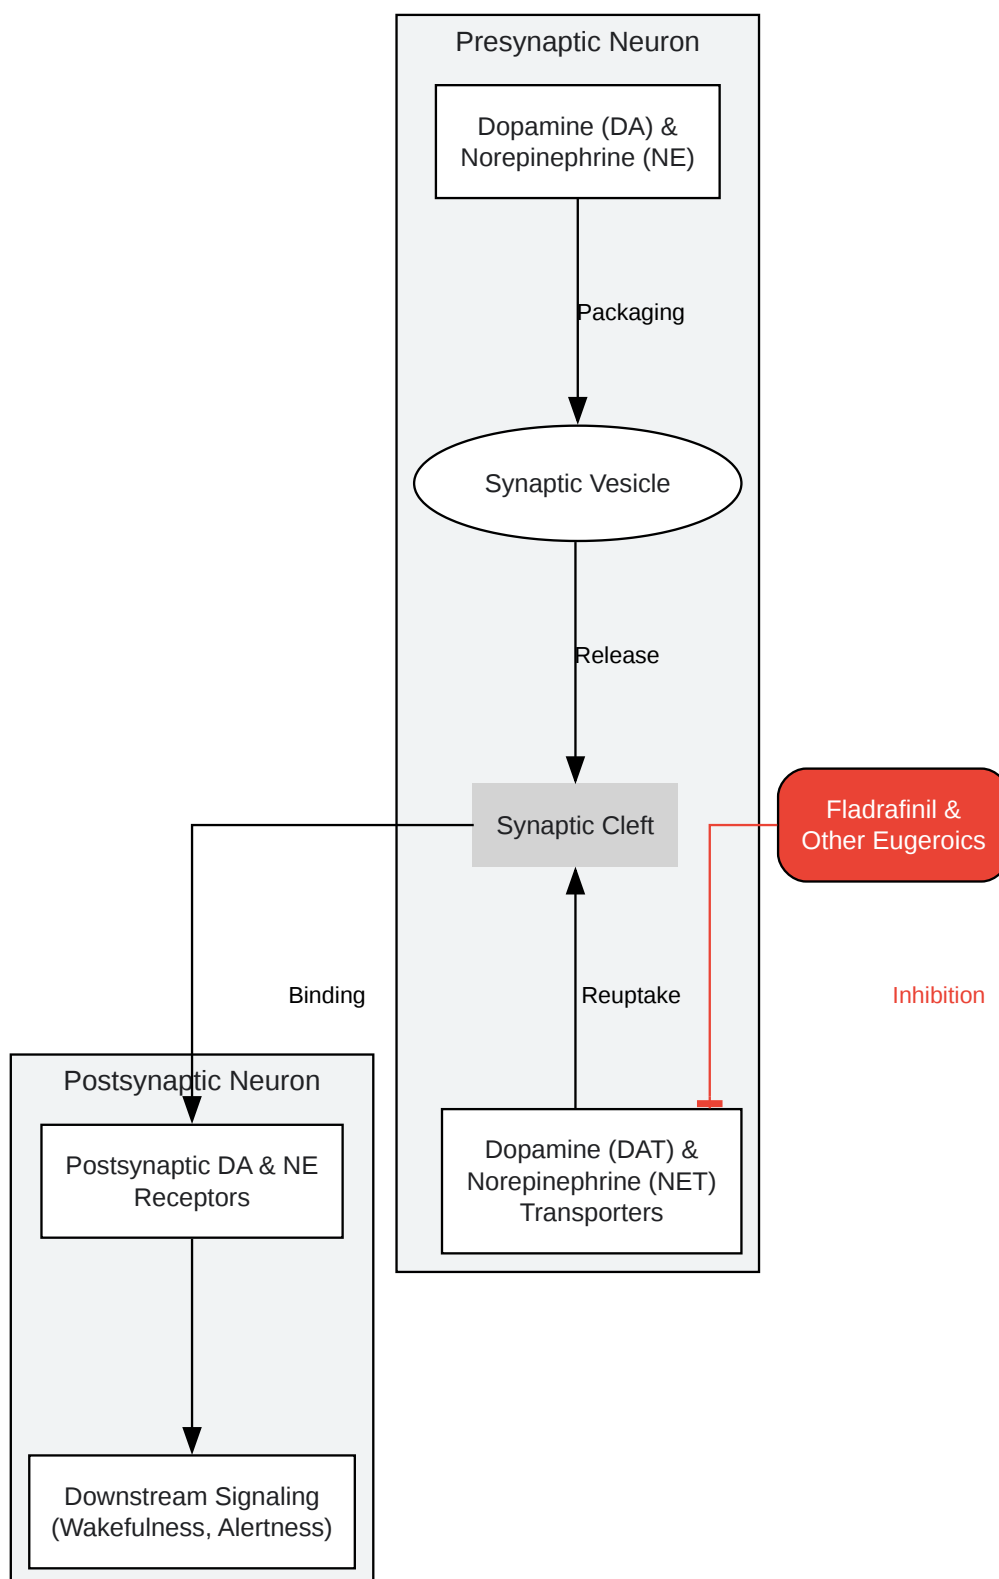 Presynaptic Neuron
Dopamine (DA) &
Norepinephrine (NE)
Packaging
Synaptic Vesicle
Release
Synaptic Cleft
Fladrafinil &
Other Eugeroics
Binding
Reuptake
Inhibition
Postsynaptic Neuron
Postsynaptic DA & NE
Receptors
Dopamine (DAT) &
Norepinephrine (NET)
Transporters
Downstream Signaling
(Wakefulness, Alertness)